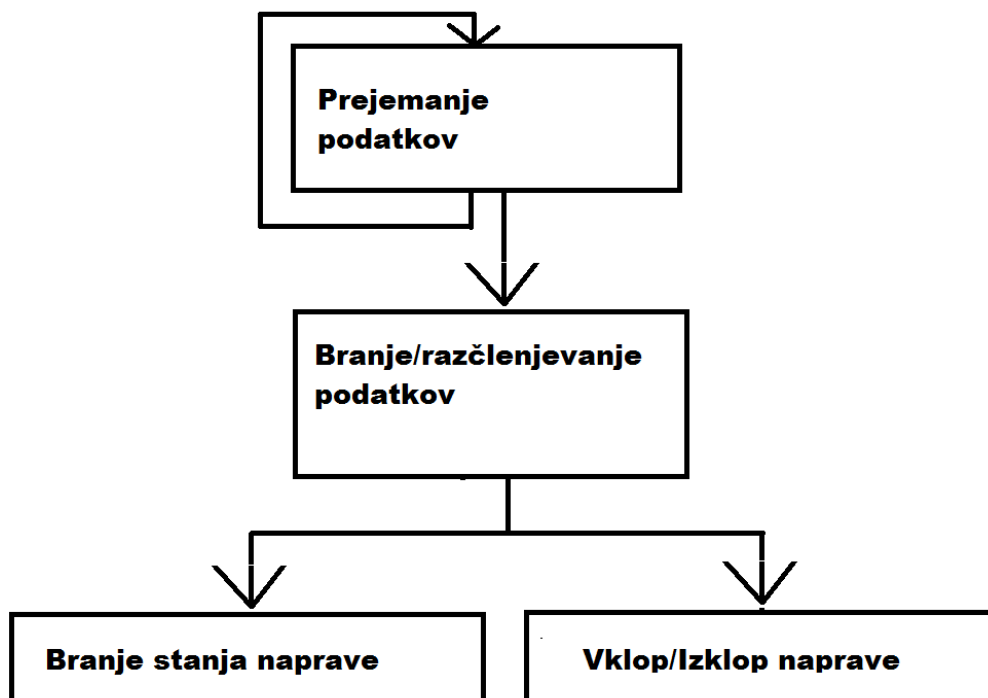 Prejemanje
podatkov
Branje/razčlenjevanje
podatkov
Branje stanja naprave
Vklop/Izklop naprave